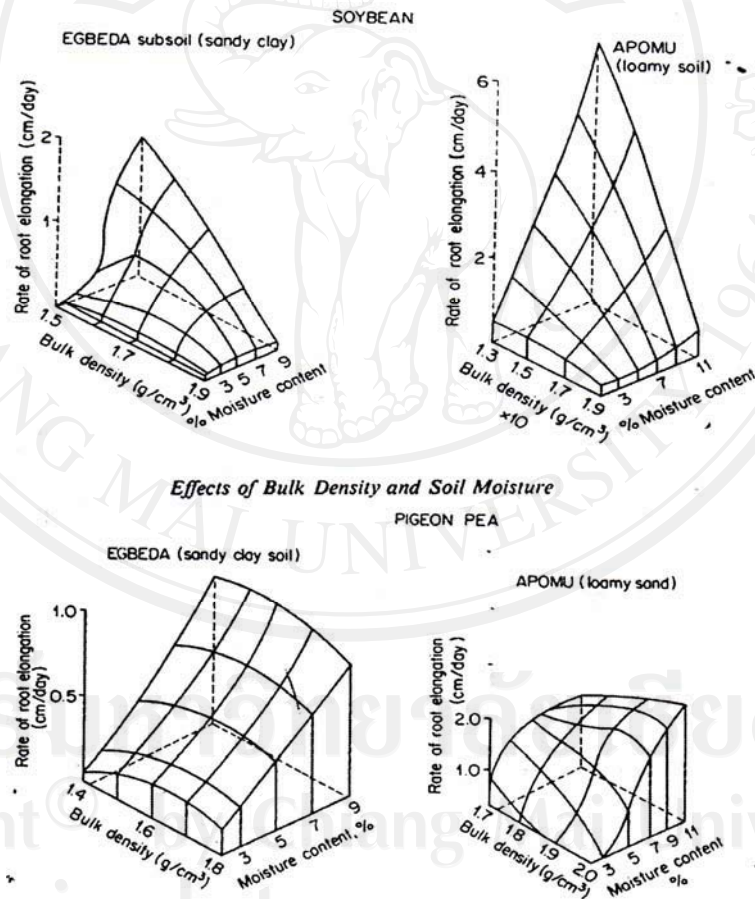 SOYBEAN
EGBEDA subsoil (sandy clay)
Rate of root elongation (cm/day)
2
1
1.5
1.7
1.9
Bulk density (g/cm³)
3 5 7 9
% Moisture content
APOMU
(loamy soil)
Rate of root elongation (cm/day)
6
4
2
1.3
1.5
1.7
1.9
Bulk density (g/cm³)
×10
3
7
11
% Moisture content
Effects of Bulk Density and Soil Moisture
PIGEON PEA
EGBEDA (sandy clay soil)
Rate of root elongation
(cm/day)
1.0
0.5
1.4
1.6
1.8
Bulk density (g/cm³)
3
5
7
9
Moisture content, %
APOMU (loamy sand)
Rate of root elongation
(cm/day)
2.0
1.0
1.7
1.8
1.9
2.0
Bulk density (g/cm³)
3 5 7 9 11
Moisture content
%